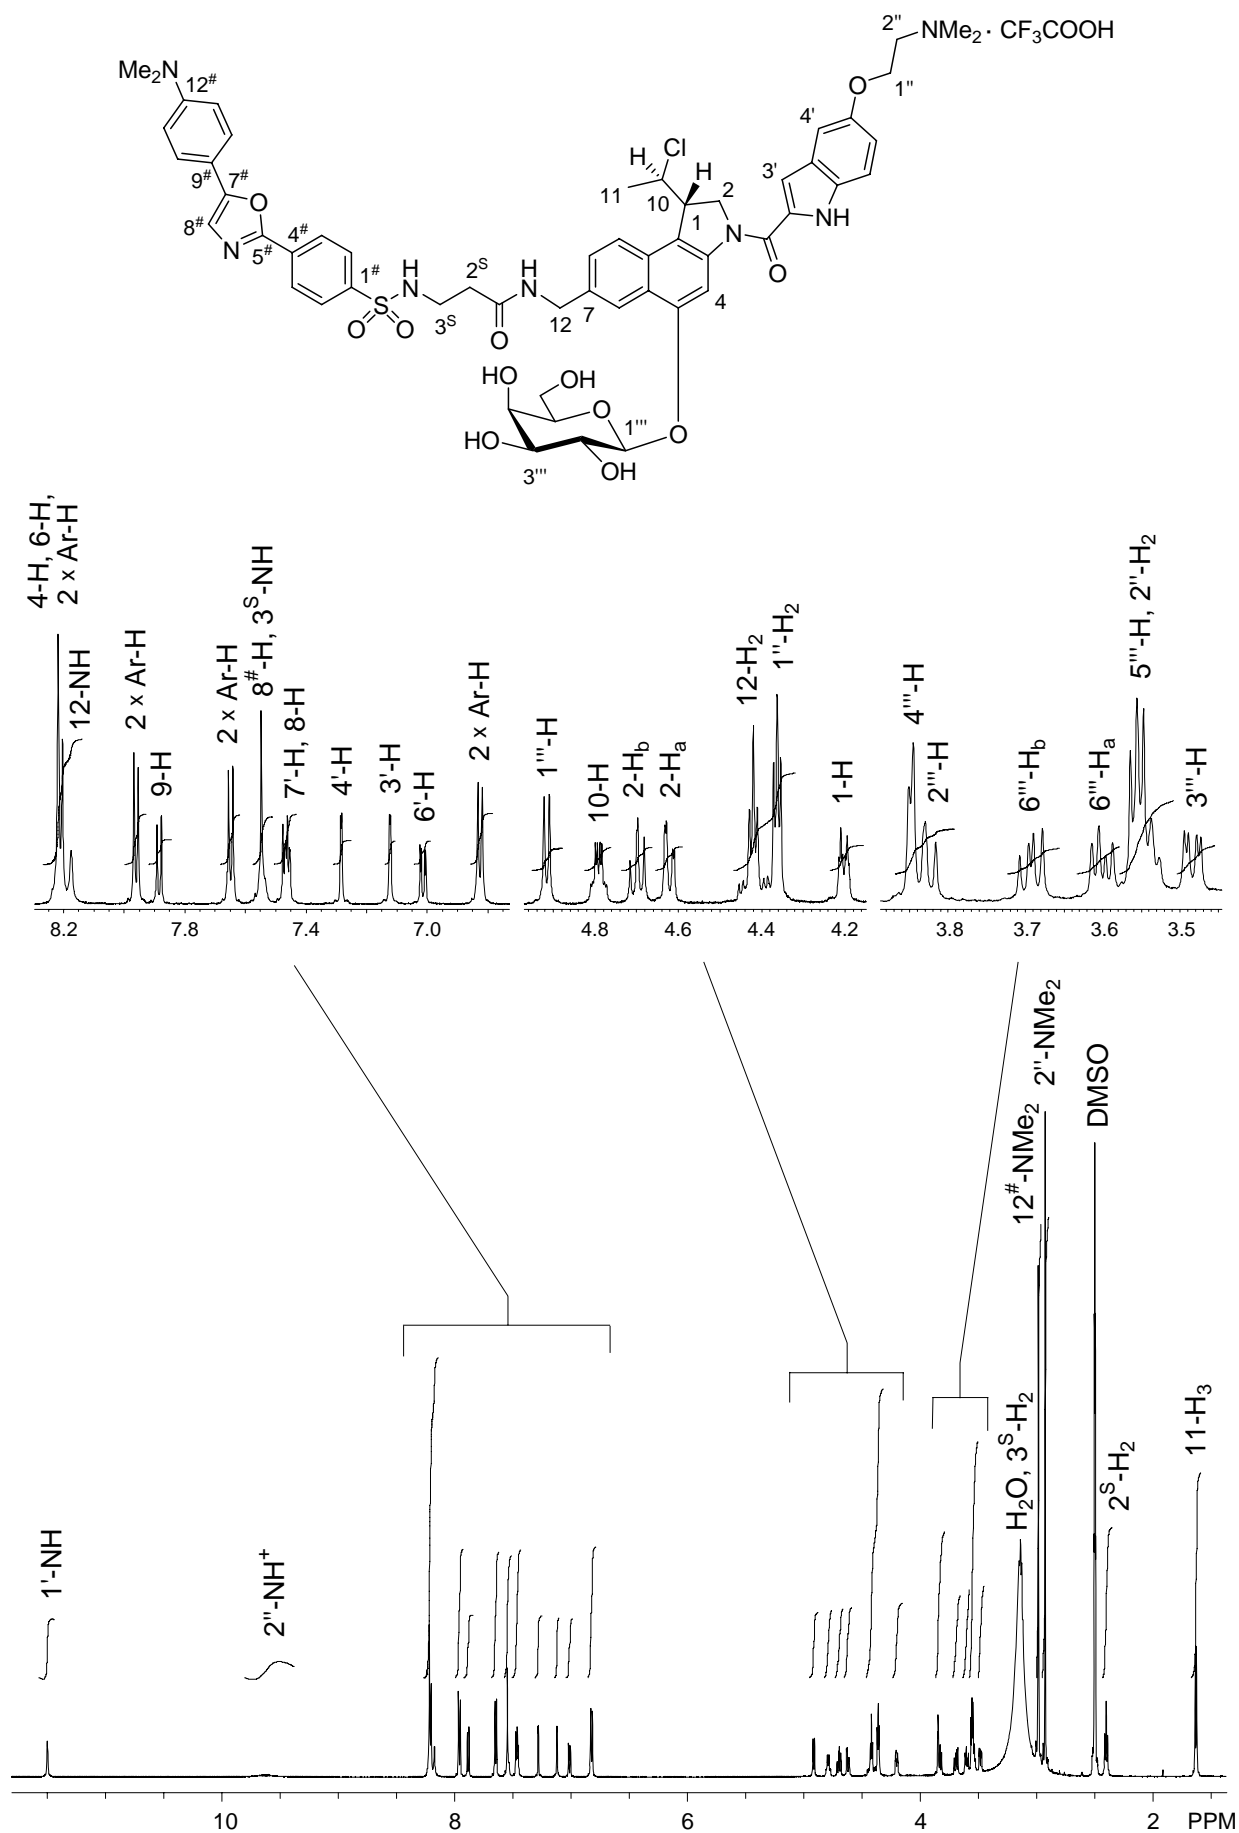 2" NMe2 · CF3COOH
Me2N
12#
O
1"
4'
Cl
H
H
3'
11
2
9#
7#
10
O
1
NH
8#
4#
N
N
5#
H
N
2S
H
N
O
1#
S
4
O
O
3S
O
12
7
HO
OH
O
1'''
O
HO
OH
3'''
4-H, 6-H,
2 x Ar-H
12-NH
2 x Ar-H
9-H
2 x Ar-H
8#-H, 3S-NH
7'-H, 8-H
4'-H
3'-H
6'-H
2 x Ar-H
1'''-H
10-H
2-Hb
2-Ha
12-H2
1''-H2
1-H
4'''-H
2'''-H
6'''-Hb
6'''-Ha
5'''-H, 2''-H2
3'''-H
8.2 7.8 7.4 7.0 4.8 4.6 4.4 4.2 3.8 3.7 3.6 3.5
1'-NH
2''-NH+
H2O, 3S-H2
12#-NMe2
2''-NMe2
DMSO
2S-H2
11-H3
10 8 6 4 2 PPM